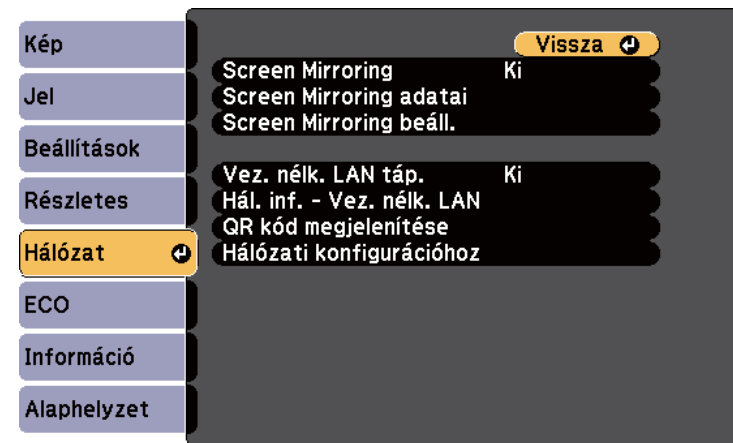 Kép
Jel
Beállítások
Részletes
Hálózat
ECO
Információ
Alaphelyzet
Vissza
Screen Mirroring Ki
Screen Mirroring adatai
Screen Mirroring beáll.
Vez. nélk. LAN táp. Ki
Hál. inf. - Vez. nélk. LAN
QR kód megjelenítése
Hálózati konfigurációhoz